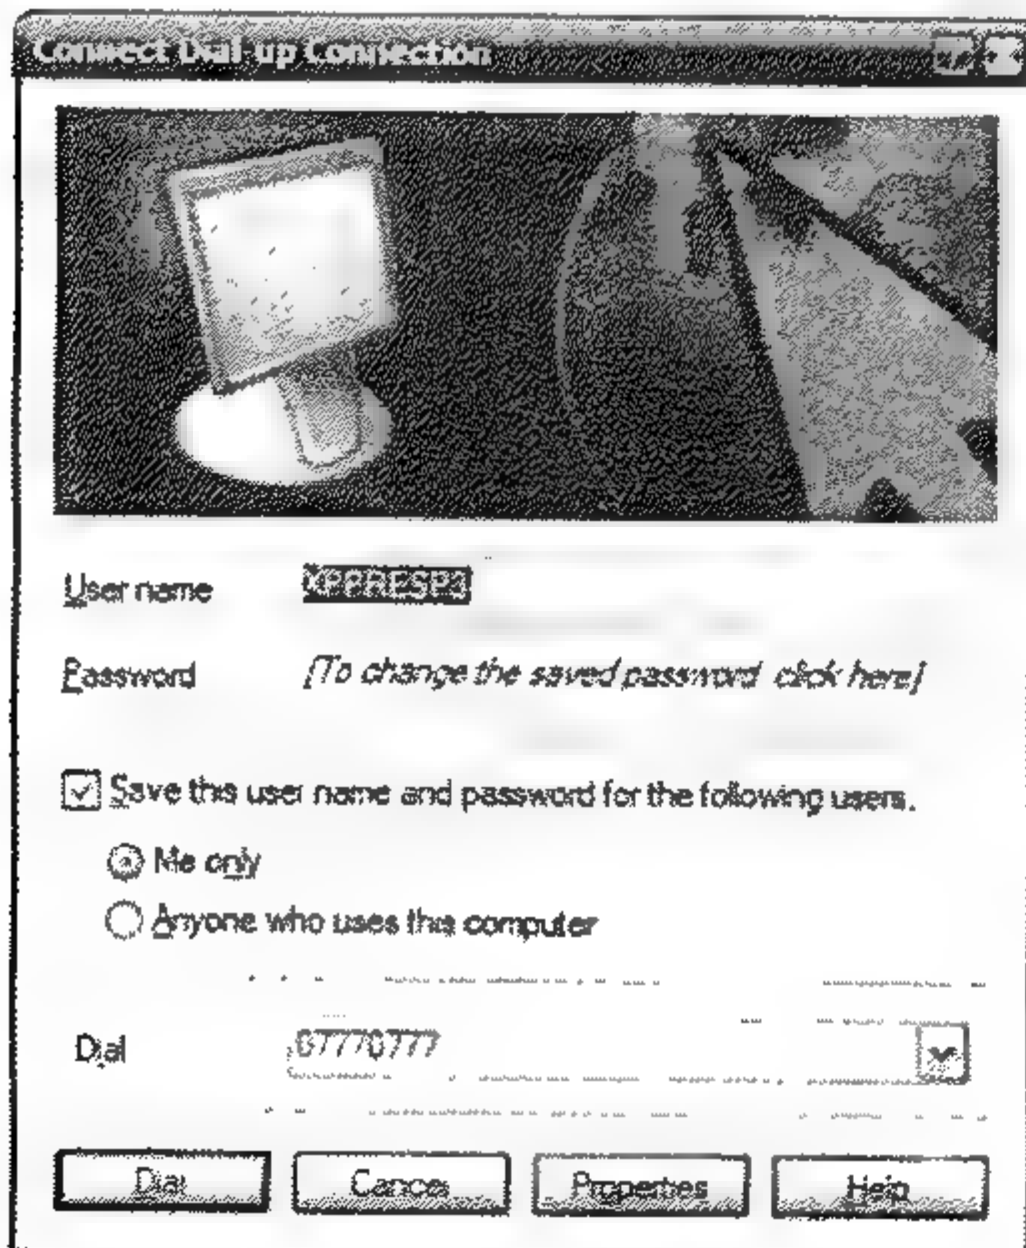 Connect Dial-up Connection
User name XPPRESP3
Password [To change the saved password click here]
Save this user name and password for the following users.
Me only
Anyone who uses this computer
Dial 07770777
Dial Cancel Properties Help